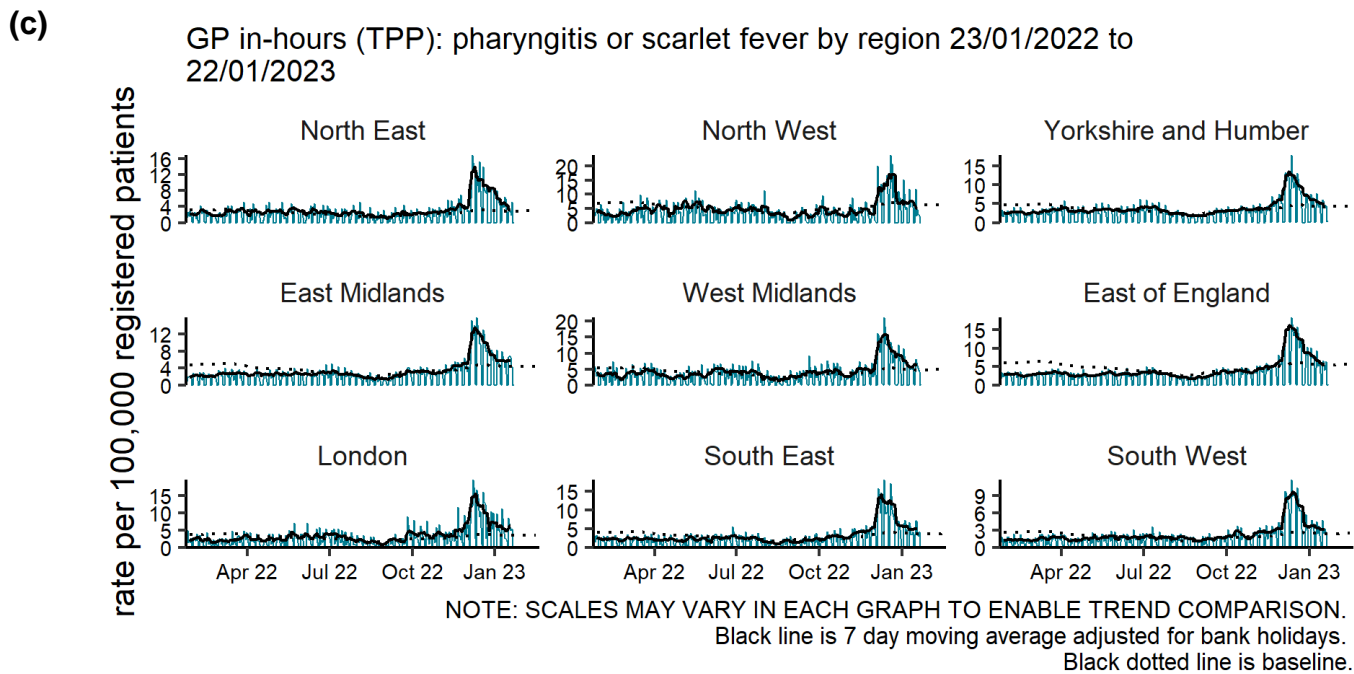 (c)
GP in-hours (TPP): pharyngitis or scarlet fever by region 23/01/2022 to
22/01/2023
rate per 100,000 registered patients
North East
16
12
8
4
0
North West
20
15
10
5
0
Yorkshire and Humber
15
10
5
0
East Midlands
12
8
4
0
West Midlands
20
15
10
5
0
East of England
15
10
5
0
London
15
10
5
0
Apr 22 Jul 22 Oct 22 Jan 23
South East
15
10
5
0
Apr 22 Jul 22 Oct 22 Jan 23
South West
9
6
3
0
Apr 22 Jul 22 Oct 22 Jan 23
NOTE: SCALES MAY VARY IN EACH GRAPH TO ENABLE TREND COMPARISON.
Black line is 7 day moving average adjusted for bank holidays.
Black dotted line is baseline.